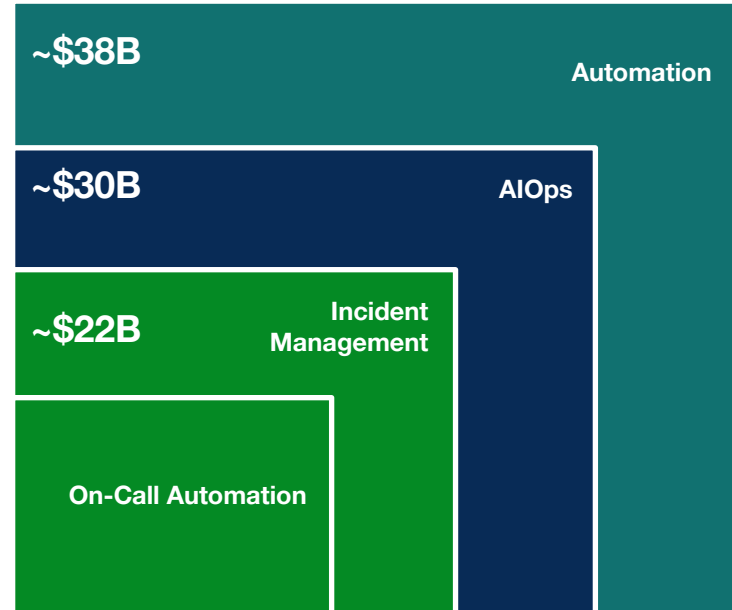 ~$38B
Automation
~$30B
AIOps
~$22B
Incident
Management
On-Call Automation